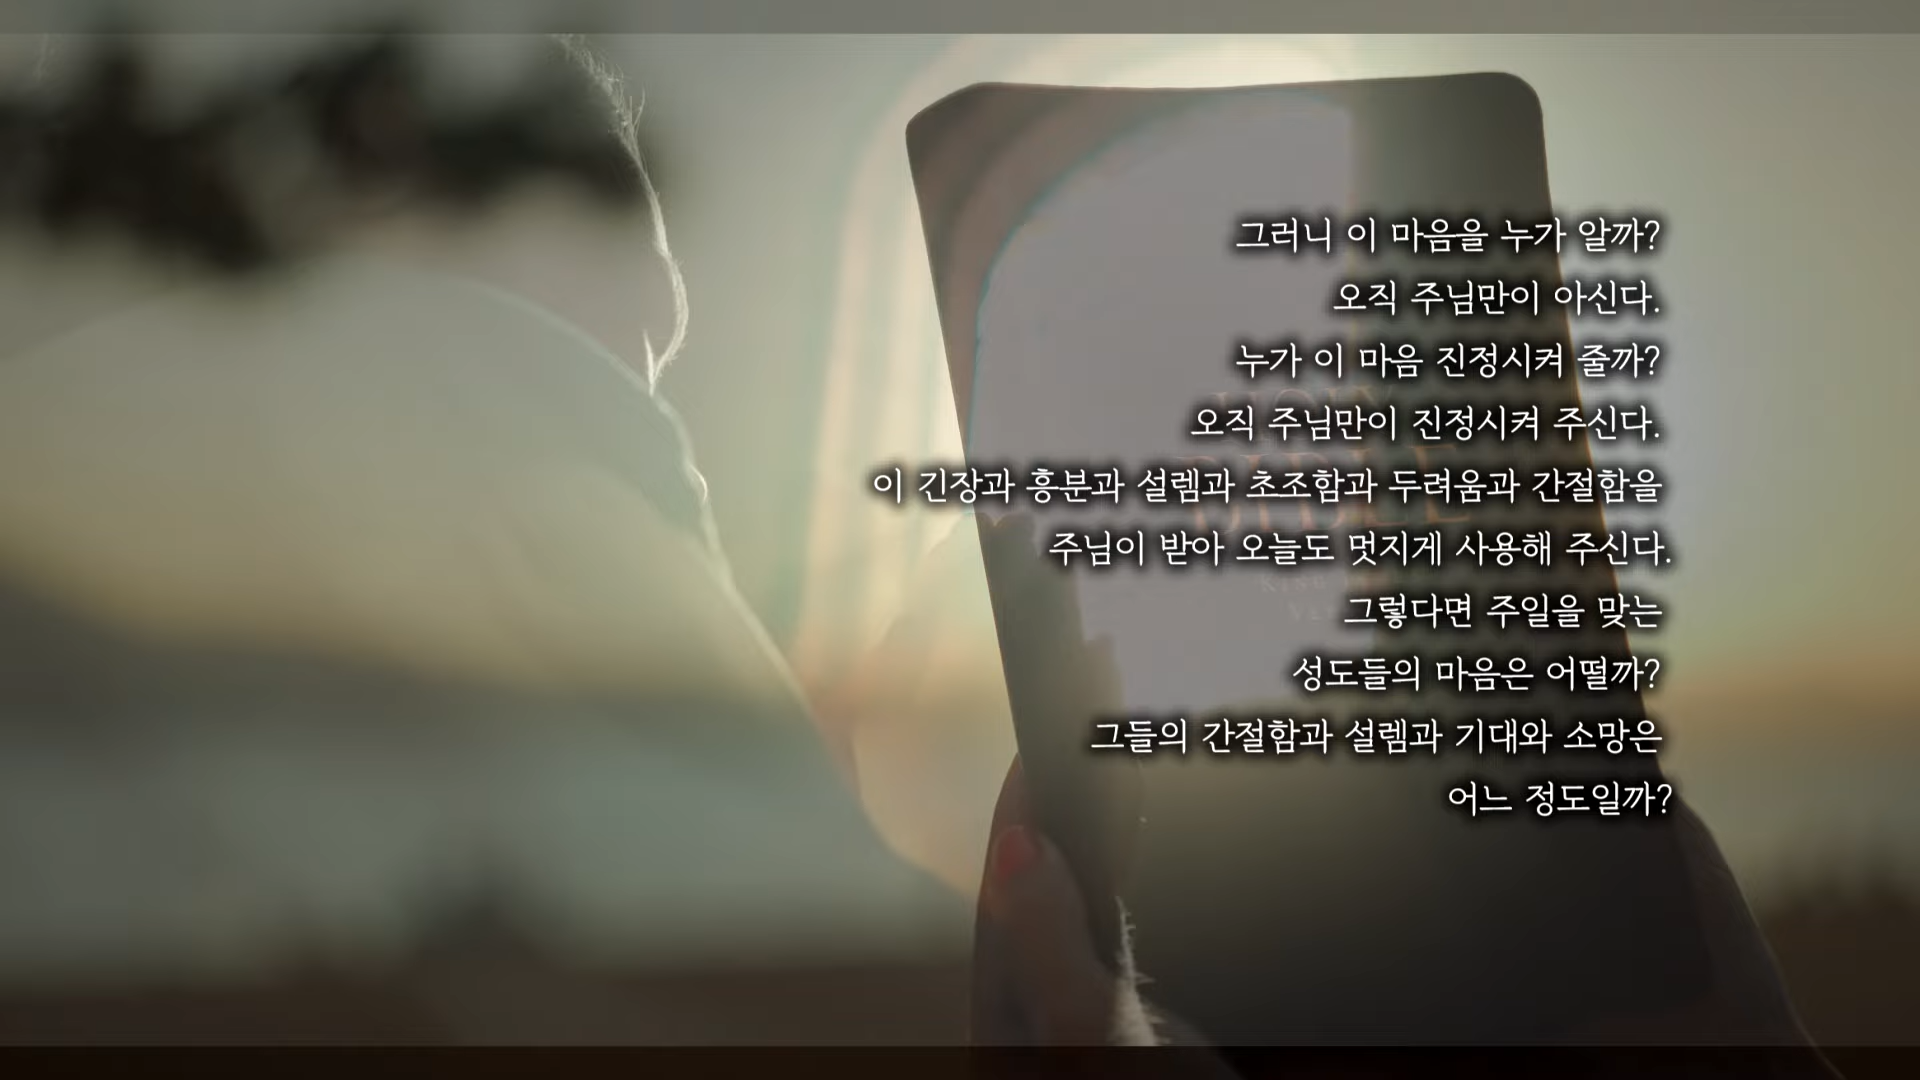 그러니 이 마음을 누가 알까?
오직 주님만이 아신다.
누가 이 마음 진정시켜 줄까?
오직 주님만이 진정시켜 주신다.
이 긴장과 흥분과 설렘과 초조함과 두려움과 간절함을
주님이 받아 오늘도 멋지게 사용해 주신다.
그렇다면 주일을 맞는
성도들의 마음은 어떨까?
그들의 간절함과 설렘과 기대와 소망은
어느 정도일까?
HOLY
BIBLE